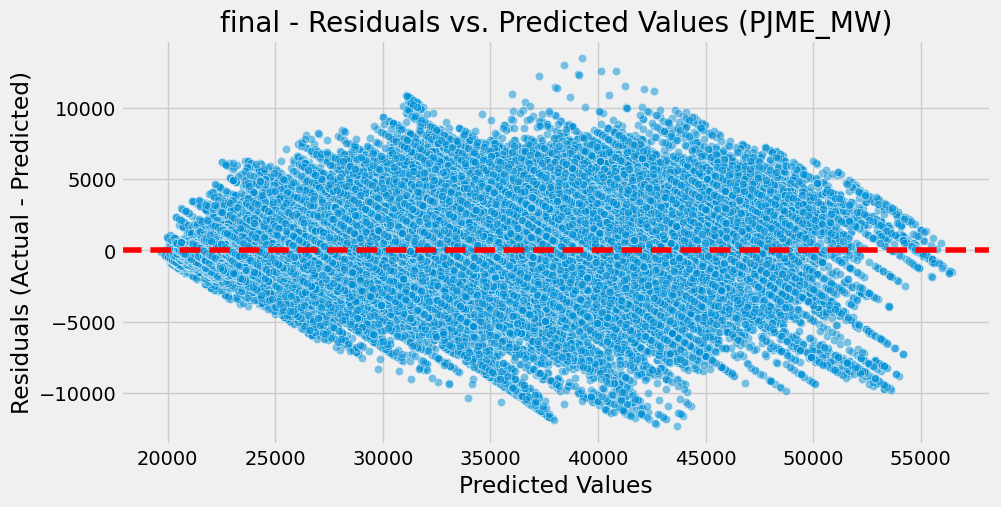 final - Residuals vs. Predicted Values (PJME_MW)
Residuals (Actual - Predicted)
10000
5000
0
−5000
−10000
20000 25000 30000 35000 40000 45000 50000 55000
Predicted Values